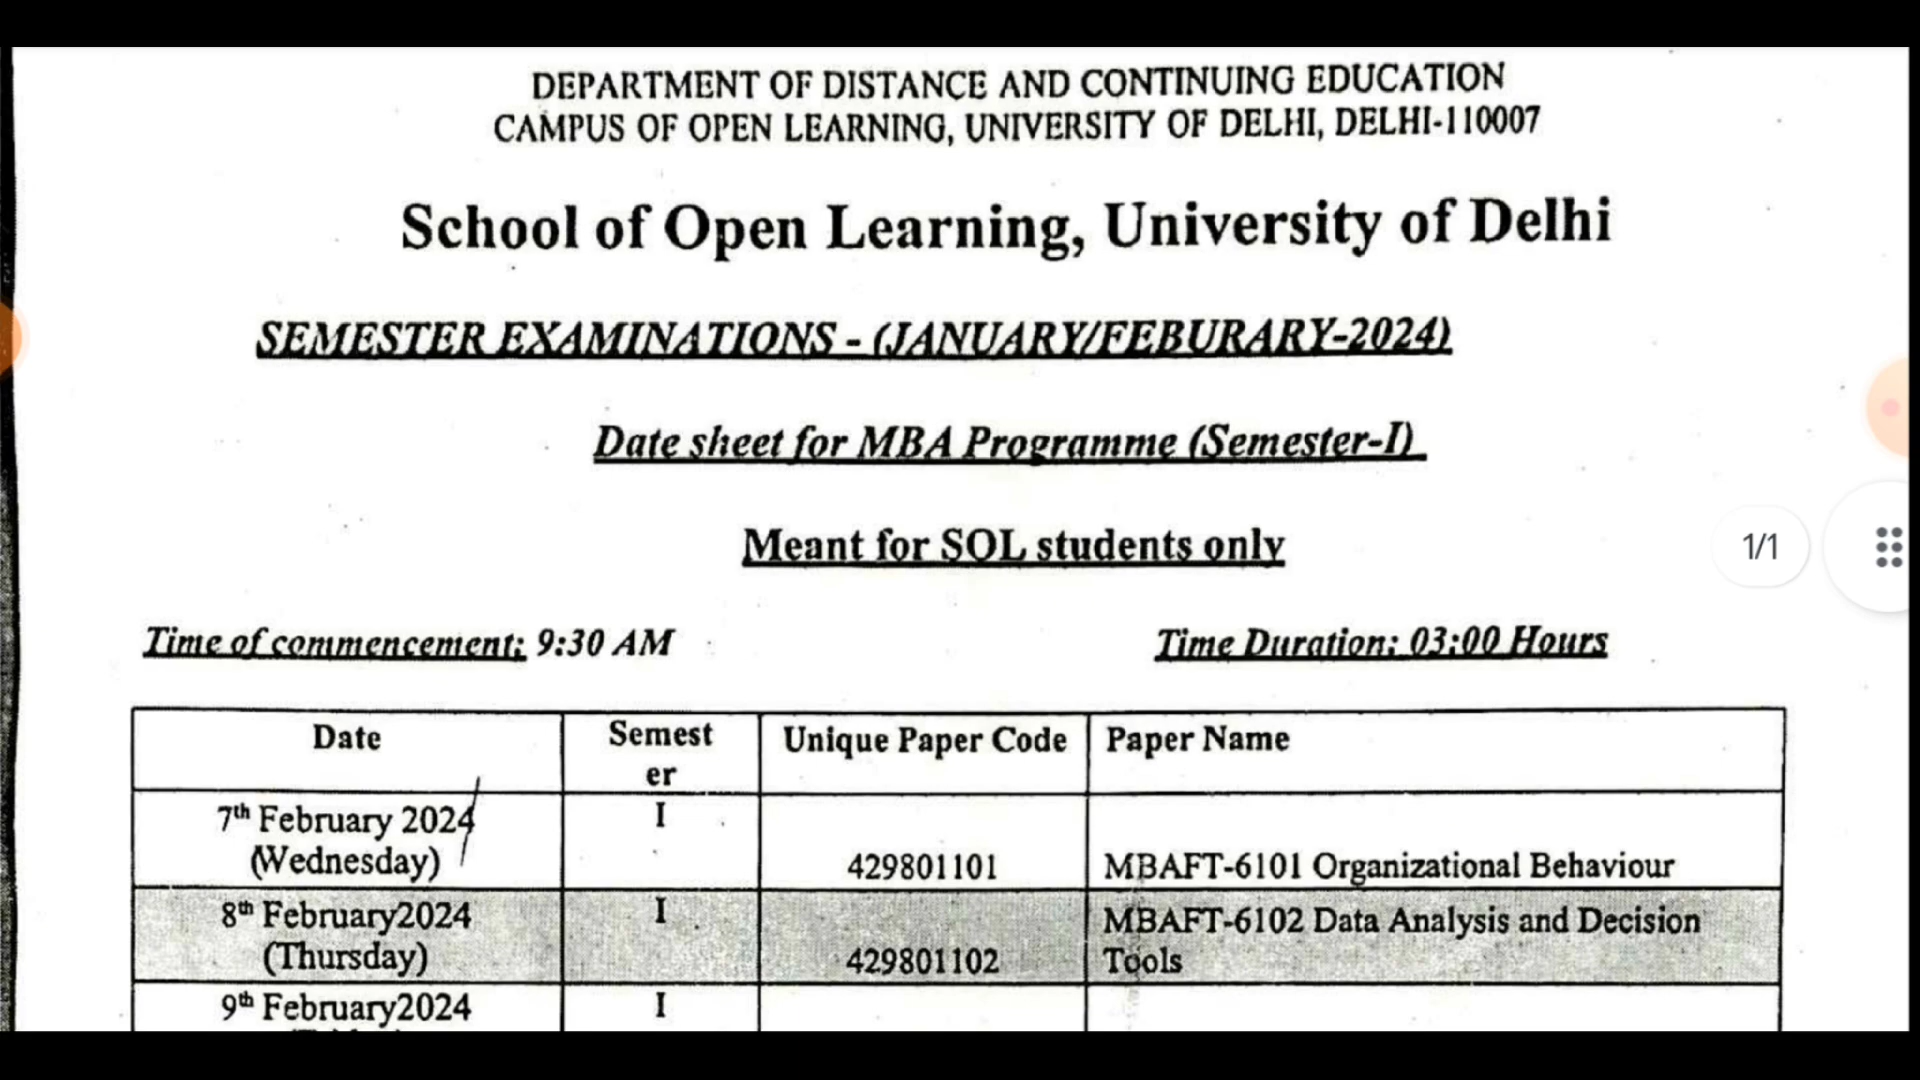 DEPARTMENT OF DISTANCE AND CONTINUING EDUCATION
CAMPUS OF OPEN LEARNING, UNIVERSITY OF DELHI, DELHI-110007
School of Open Learning, University of Delhi
SEMESTER EXAMINATIONS - (JANUARY/FEBURARY-2024)
Date sheet for MBA Programme (Semester-I)
Meant for SOL students only
1/1
Time of commencement: 9:30 AM
Time Duration: 03:00 Hours
Date
Semest
er
Unique Paper Code
Paper Name
7th February 2024
(Wednesday)
I
429801101
MBAFT-6101 Organizational Behaviour
8th February2024
(Thursday)
I
429801102
MBAFT-6102 Data Analysis and Decision
Tools
9th February2024
I